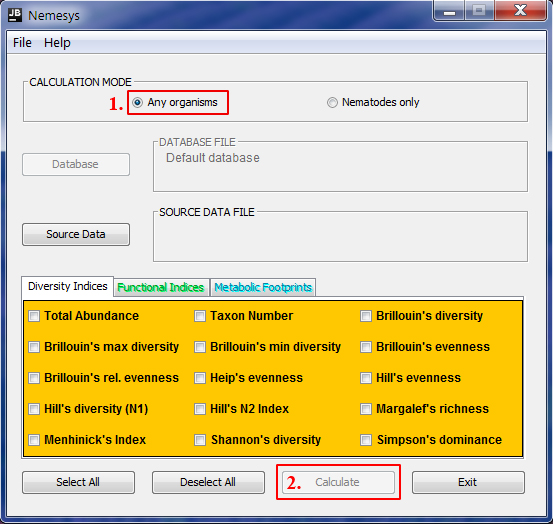 JB Nemesys
File Help
CALCULATION MODE
1. Any organisms Nematodes only
Database
DATABASE FILE
Default database
Source Data
SOURCE DATA FILE
Diversity Indices Functional Indices Metabolic Footprints
Total Abundance Taxon Number Brillouin's diversity
Brillouin's max diversity Brillouin's min diversity Brillouin's evenness
Brillouin's rel. evenness Heip's evenness Hill's evenness
Hill's diversity (N1) Hill's N2 Index Margalef's richness
Menhinick's Index Shannon's diversity Simpson's dominance
Select All Deselect All 2. Calculate Exit